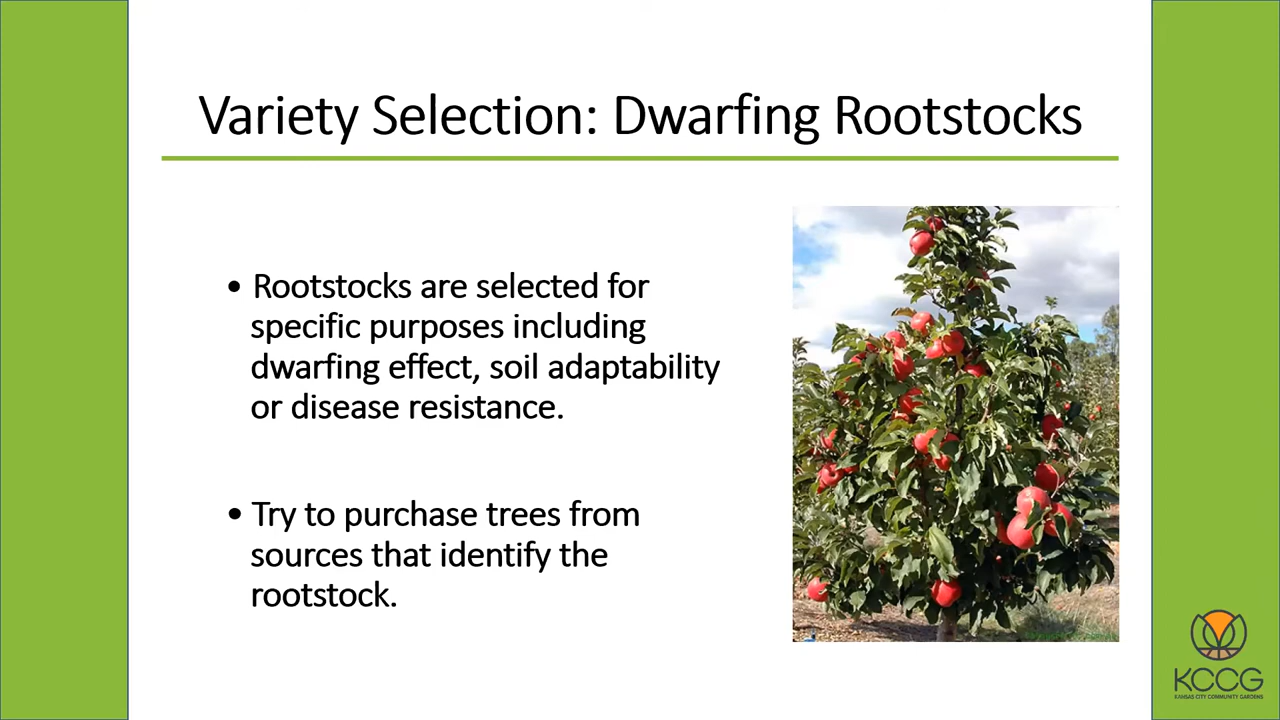 Variety Selection: Dwarfing Rootstocks
• Rootstocks are selected for
specific purposes including
dwarfing effect, soil adaptability
or disease resistance.
• Try to purchase trees from
sources that identify the
rootstock.
KCCG
KANSAS CITY COMMUNITY GARDENS